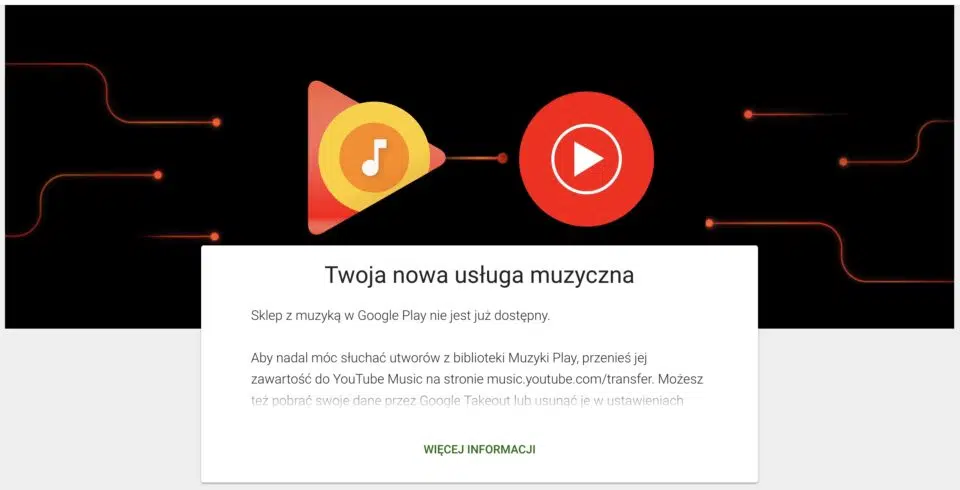 Twoja nowa usługa muzyczna
Sklep z muzyką w Google Play nie jest już dostępny.
Aby nadal móc słuchać utworów z biblioteki Muzyki Play, przenieś jej
zawartość do YouTube Music na stronie music.youtube.com/transfer. Możesz
też pobrać swoje dane przez Google Takeout lub usunąć je w ustawieniach
WIĘCEJ INFORMACJI